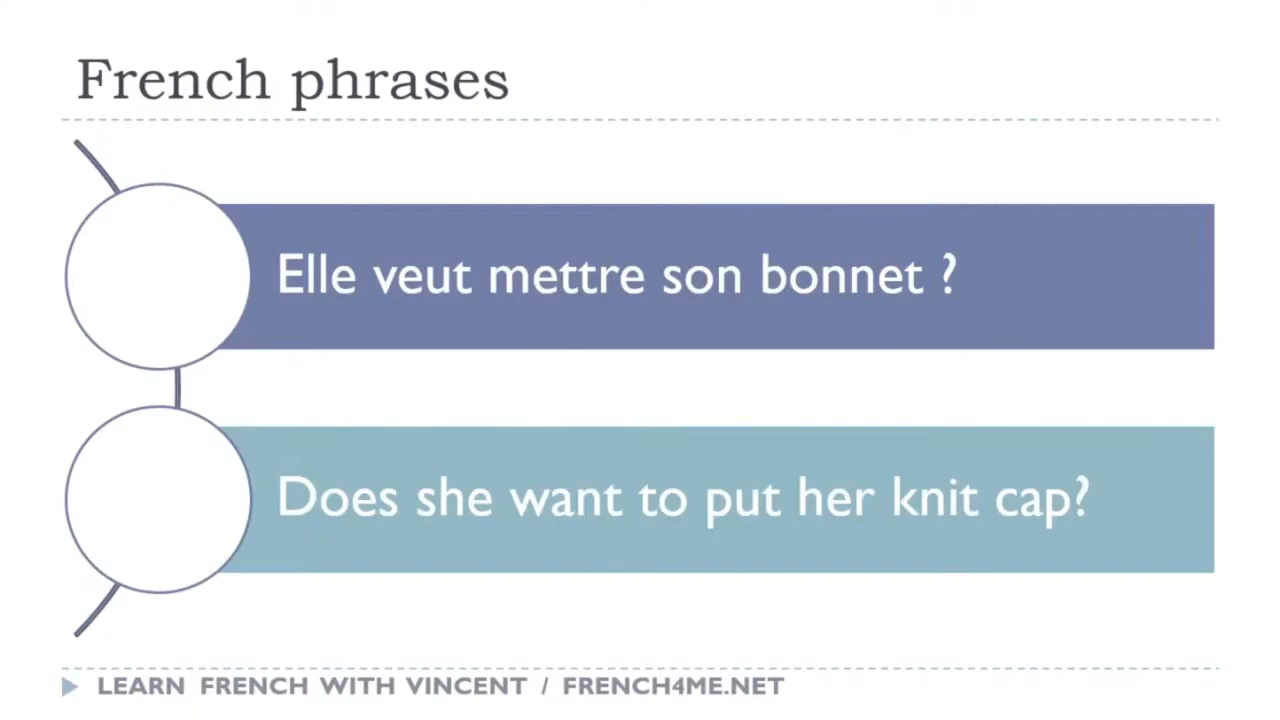 French phrases
Elle veut mettre son bonnet ?
Does she want to put her knit cap?
LEARN FRENCH WITH VINCENT / FRENCH4ME.NET